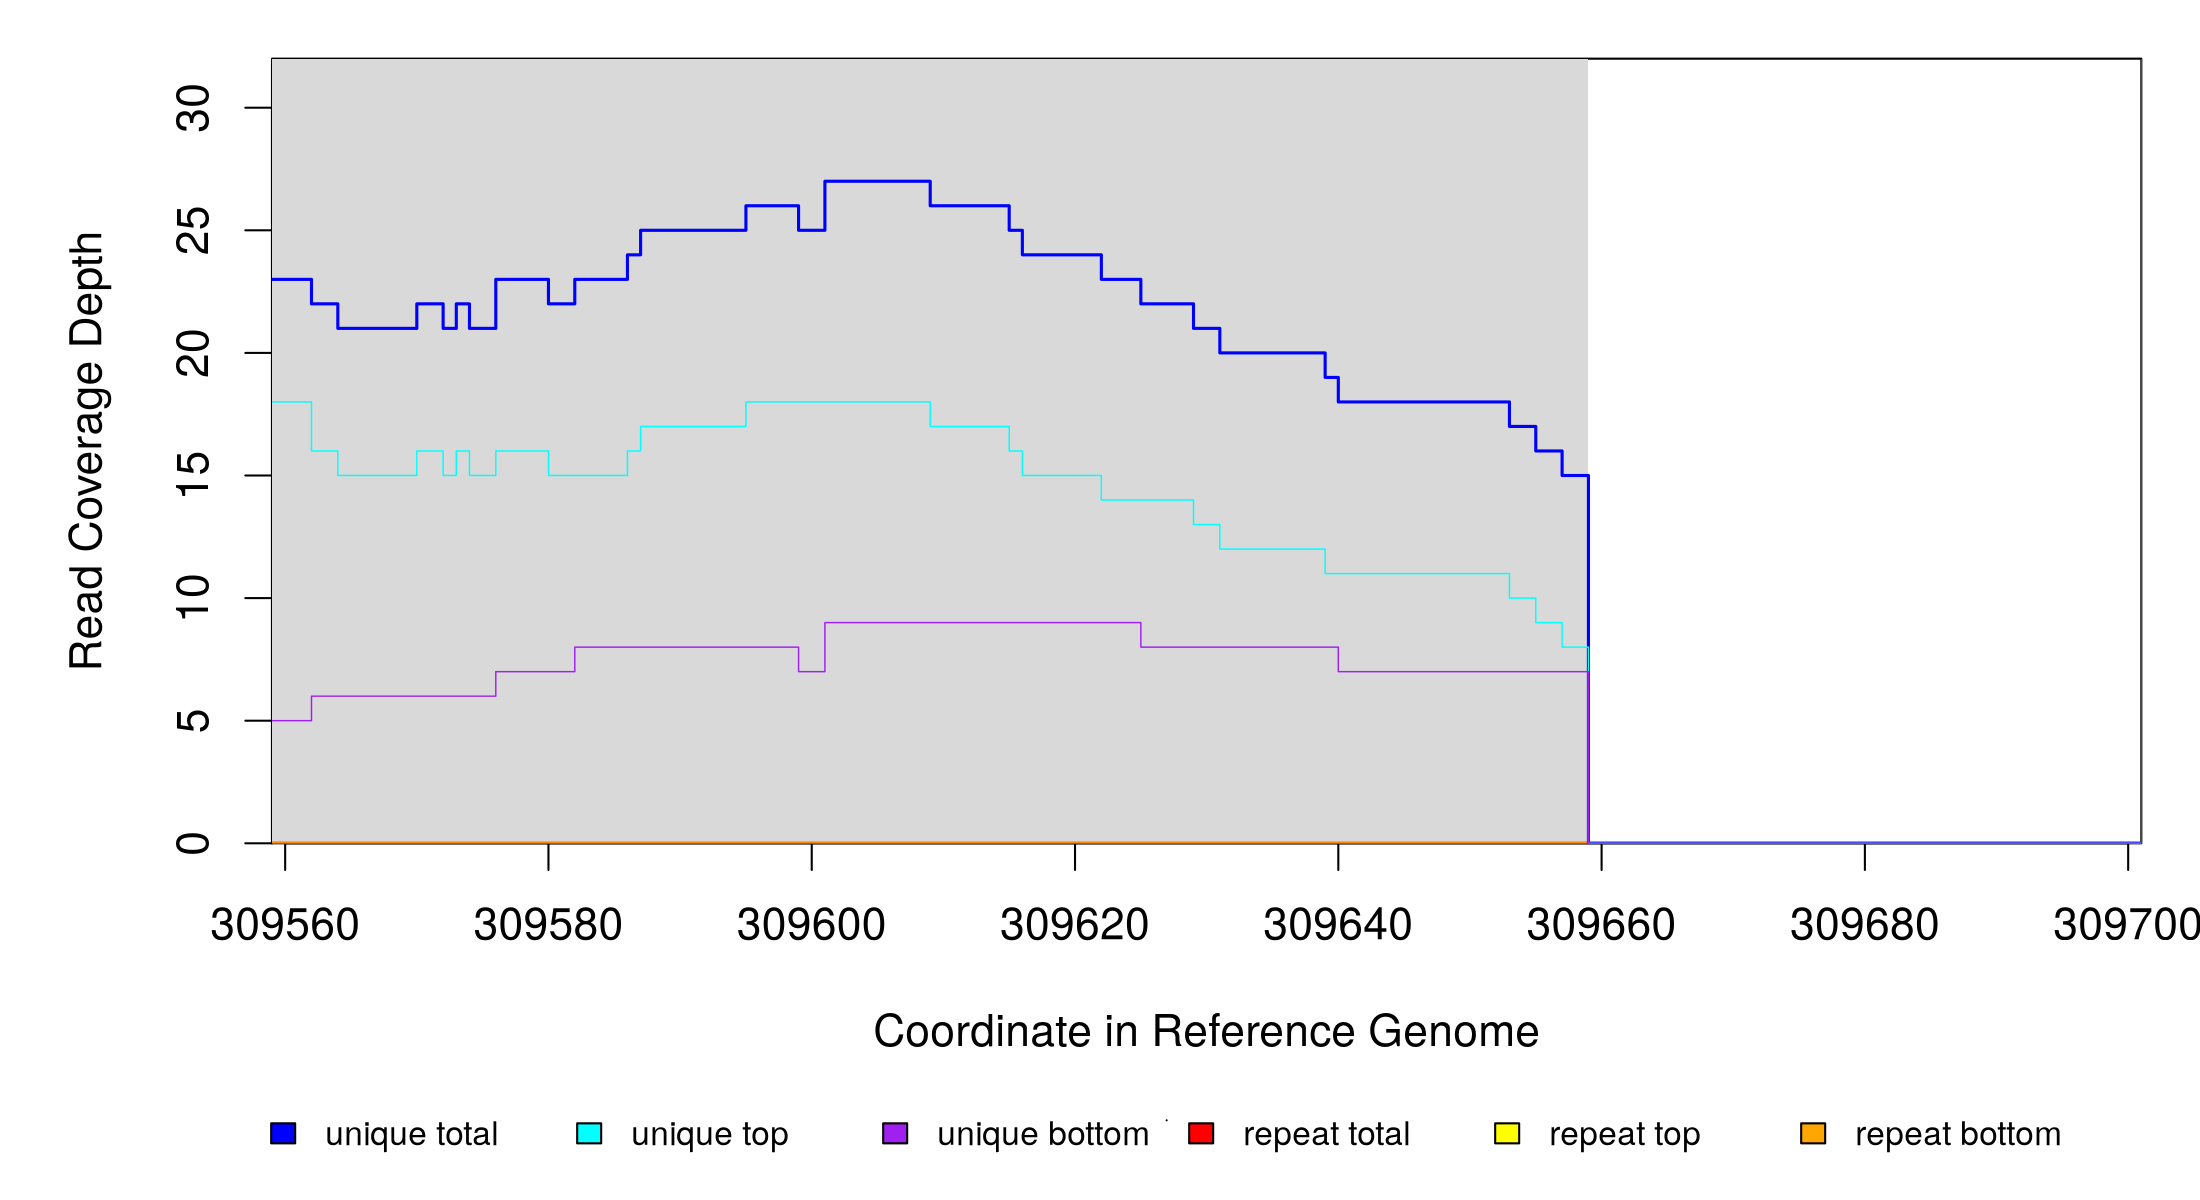 Read Coverage Depth
30
25
20
15
10
5
0
309560 309580 309600 309620 309640 309660 309680 309700
Coordinate in Reference Genome
unique total unique top unique bottom repeat total repeat top repeat bottom